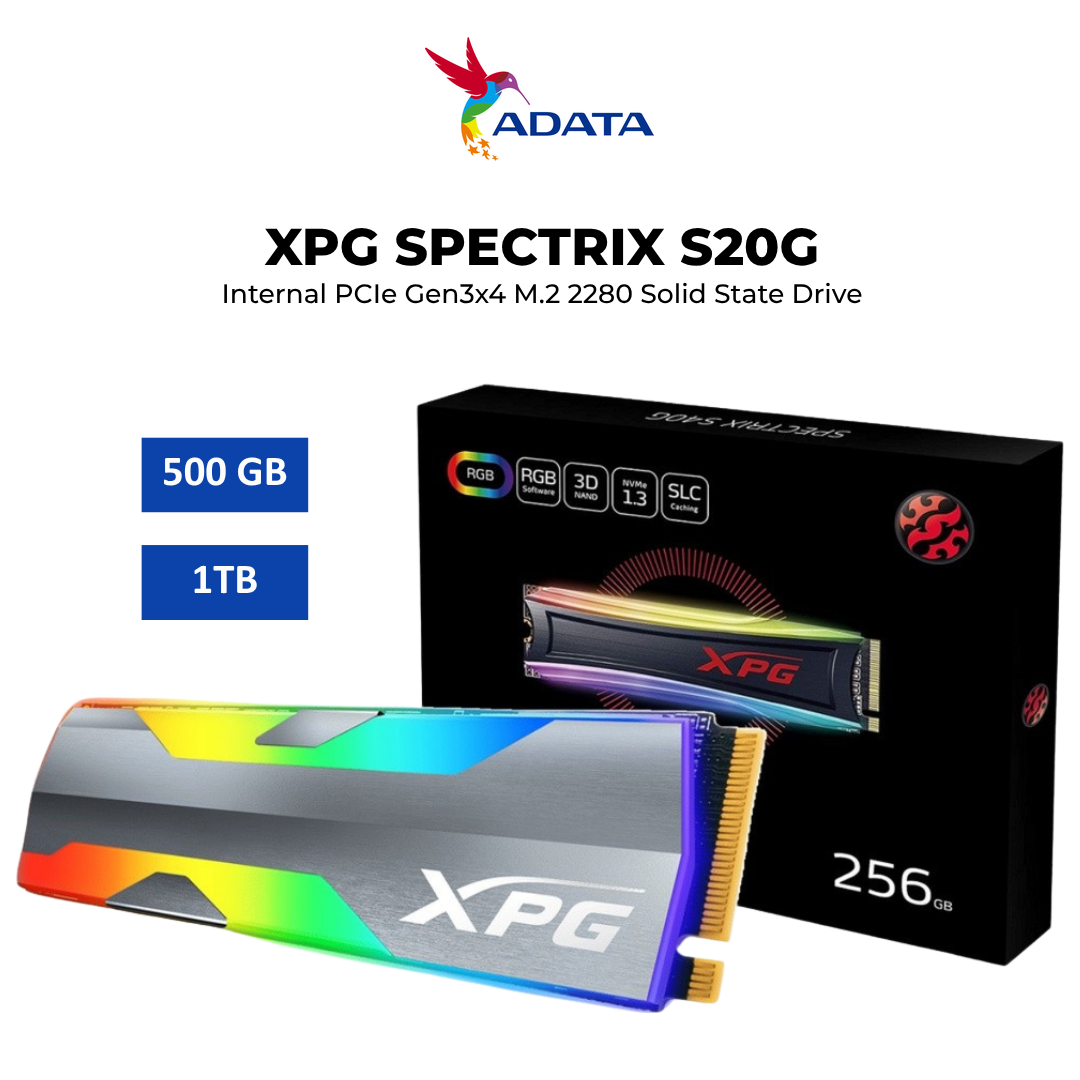 ADATA
XPG SPECTRIX S20G
Internal PCIe Gen3x4 M.2 2280 Solid State Drive
500 GB
1TB
SPECTRIX S40G
RGB
RGB
Software
3D
NAND
NVMe
1.3
SLC
Caching
XPG
256GB
XPG